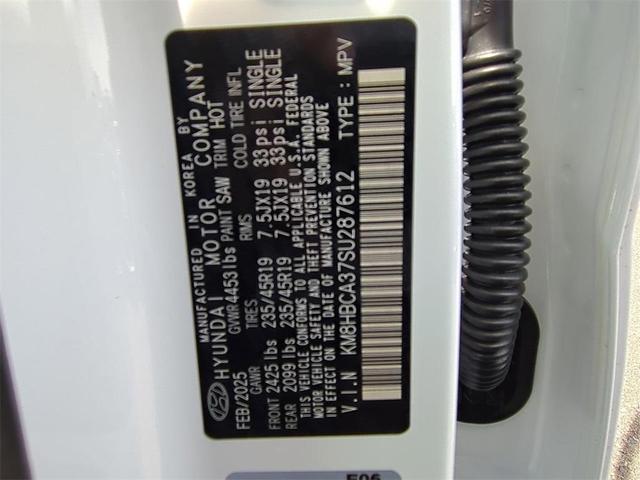 MANUFACTURED IN KOREA BY
HYUNDAI MOTOR COMPANY
FEB/2025 GVWR 4453lbs PAINT SAW TRIM HOT
GAWR TIRES RIMS COLD TIRE INFL
FRONT 2425 lbs 235/45R19 7.5JX19 33psi SINGLE
REAR 2099 lbs 235/45R19 7.5JX19 33psi SINGLE
THIS VEHICLE CONFORMS TO ALL APPLICABLE U.S.A. FEDERAL
MOTOR VEHICLE SAFETY AND THEFT PREVENTION STANDARDS
IN EFFECT ON THE DATE OF MANUFACTURE SHOWN ABOVE.
V.I.N KM8HBCA37SU287612 TYPE : MPV
E06